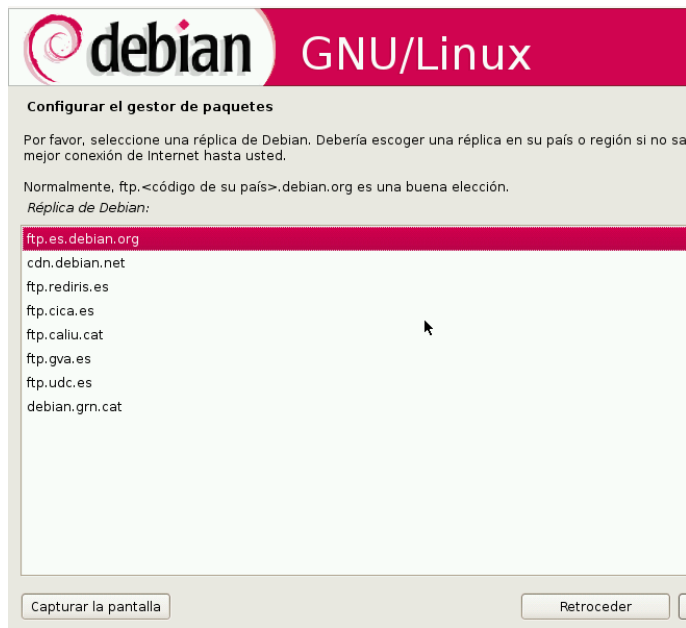 debian GNU/Linux
Configurar el gestor de paquetes
Por favor, seleccione una réplica de Debian. Debería escoger una réplica en su país o región si no sa
mejor conexión de Internet hasta usted.
Normalmente, ftp.<código de su país>.debian.org es una buena elección.
Réplica de Debian:
ftp.es.debian.org
cdn.debian.net
ftp.rediris.es
ftp.cica.es
ftp.caliu.cat
ftp.gva.es
ftp.udc.es
debian.grn.cat
Capturar la pantalla Retroceder